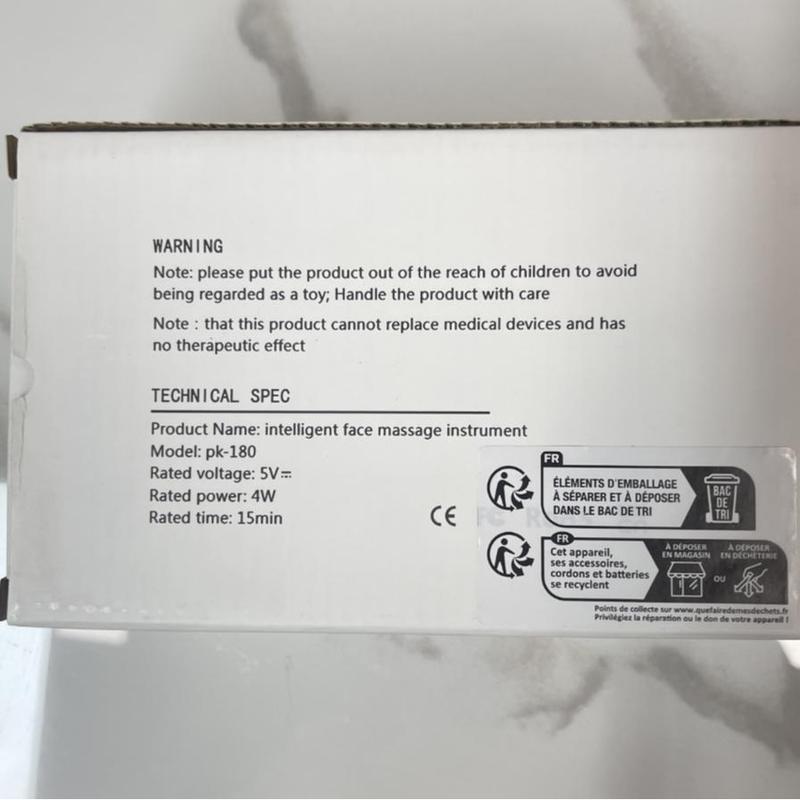 WARNING
Note: please put the product out of the reach of children to avoid
being regarded as a toy; Handle the product with care
Note : that this product cannot replace medical devices and has
no therapeutic effect
TECHNICAL SPEC
Product Name: intelligent face massage instrument
Model: pk-180
Rated voltage: 5V⎓
Rated power: 4W
Rated time: 15min
CE FC
FR
ÉLÉMENTS D'EMBALLAGE
À SÉPARER ET À DÉPOSER
DANS LE BAC DE TRI
BAC
DE
TRI
FR
Cet appareil,
ses accessoires,
cordons et batteries
se recyclent
À DÉPOSER
EN MAGASIN
OU
À DÉPOSER
EN DÉCHÈTERIE
Points de collecte sur www.quefairedemesdechets.fr
Privilégiez la réparation ou le don de votre appareil !